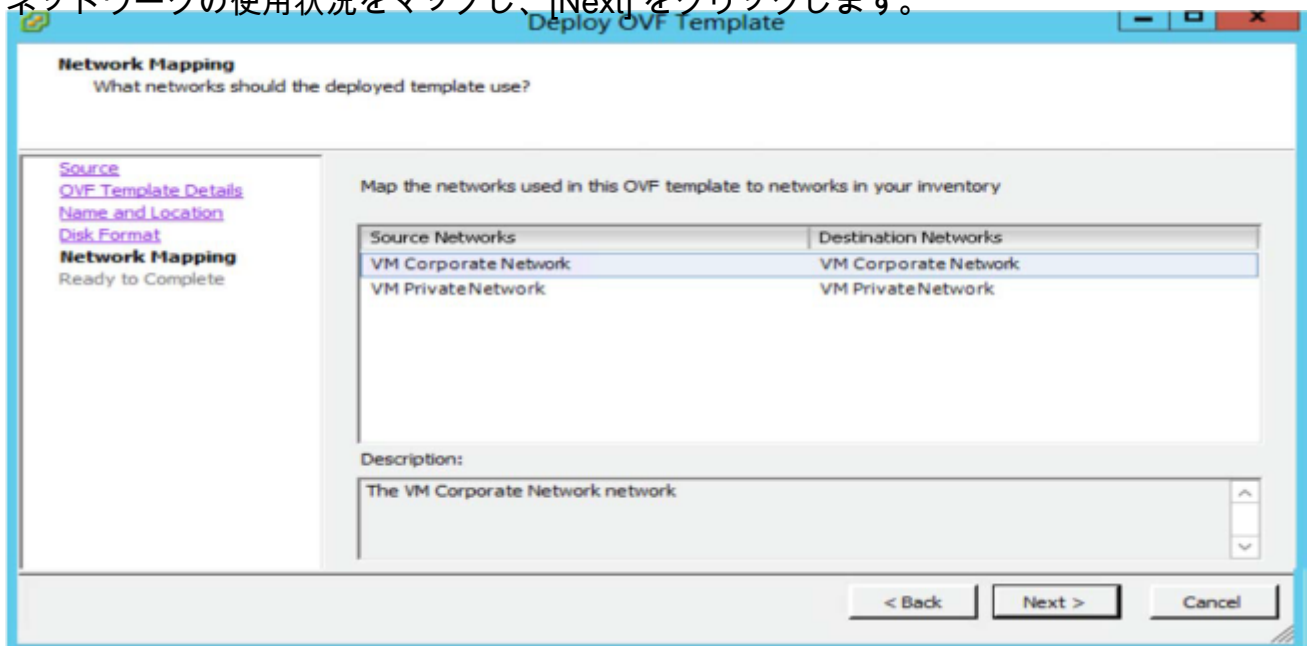 ネットワークの使用状況をマップし、[Next] をクリックします。
Deploy OVF Template
Network Mapping
What networks should the deployed template use?
Source
OVF Template Details
Name and Location
Disk Format
Network Mapping
Ready to Complete
Map the networks used in this OVF template to networks in your inventory
Source Networks Destination Networks
VM Corporate Network VM Corporate Network
VM Private Network VM Private Network
Description:
The VM Corporate Network network
< Back Next > Cancel